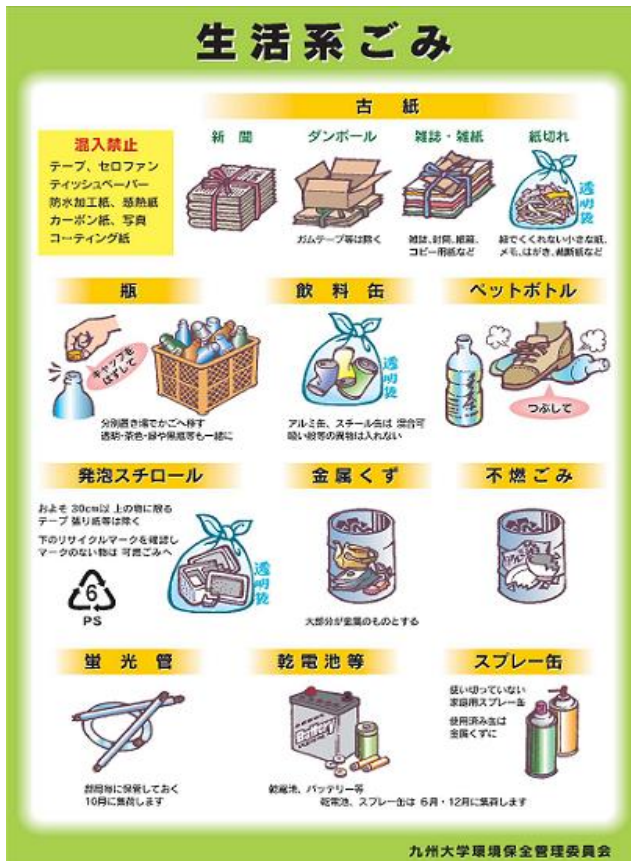 生活系ごみ
古紙
混入禁止
テープ、セロファン
ティッシュペーパー
防水加工紙、感熱紙
カーボン紙、写真
コーティング紙
新聞
ダンボール
ガムテープ等は除く
雑誌・雑紙
雑誌、封筒、紙箱、
コピー用紙など
紙切れ
透明袋
紐でくくれない小さな紙、
メモ、はがき、裁断紙など
瓶
キャップを
はずして
分別置き場でかごへ移す
透明・茶色・緑や黒瓶等も一緒に
飲料缶
透明袋
アルミ缶、スチール缶は 混合可
吸い殻等の異物は入れない
ペットボトル
つぶして
発泡スチロール
およそ 30cm以上の物に限る
テープ 張り紙等は除く
下のリサイクルマークを確認し
マークのない物は 可燃ごみへ
6
PS
透明袋
金属くず
大部分が金属のものとする
不燃ごみ
蛍光管
部局毎に保管しておく
10月に集荷します
乾電池等
Battery
乾電池、バッテリー等
乾電池、スプレー缶は 6月・12月に集荷します
スプレー缶
使い切っていない
家庭用スプレー缶
使用済み缶は
金属くずに
九州大学環境保全管理委員会